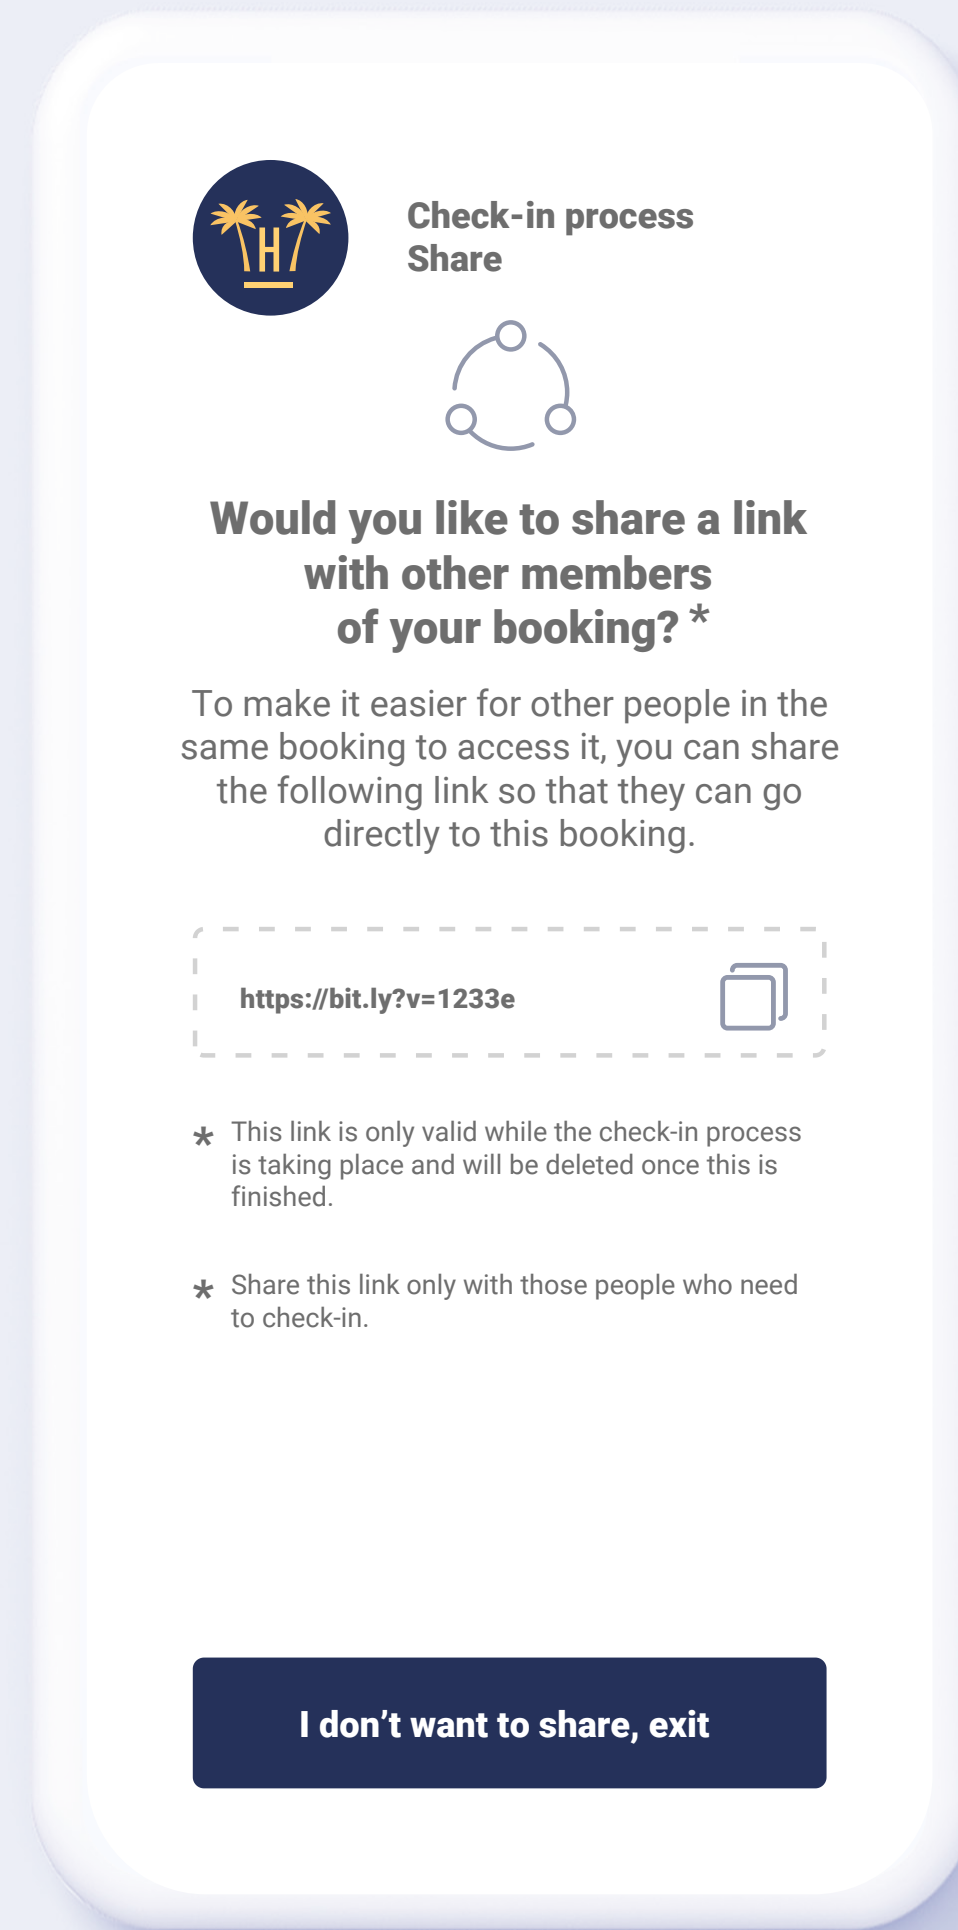 H
Check-in process
Share
Would you like to share a link
with other members
of your booking? *
To make it easier for other people in the
same booking to access it, you can share
the following link so that they can go
directly to this booking.
https://bit.ly?v=1233e
* This link is only valid while the check-in process
is taking place and will be deleted once this is
finished.
* Share this link only with those people who need
to check-in.
I don’t want to share, exit